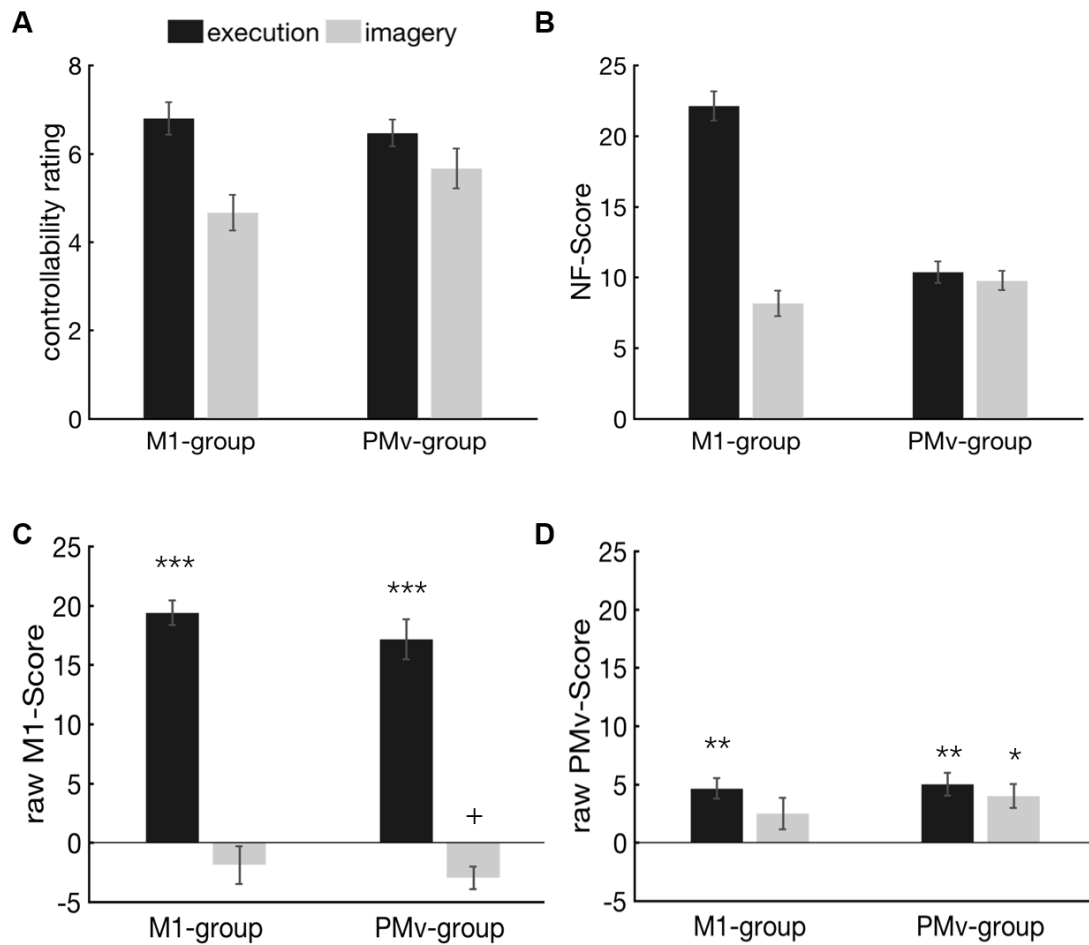 A
execution imagery
controllability rating
8
6
4
2
0
M1-group PMv-group
B
NF-Score
25
20
15
10
5
0
M1-group PMv-group
C
raw M1-Score
25
20
15
10
5
0
-5
*** ***
+
M1-group PMv-group
D
raw PMv-Score
25
20
15
10
5
0
-5
** ** *
M1-group PMv-group